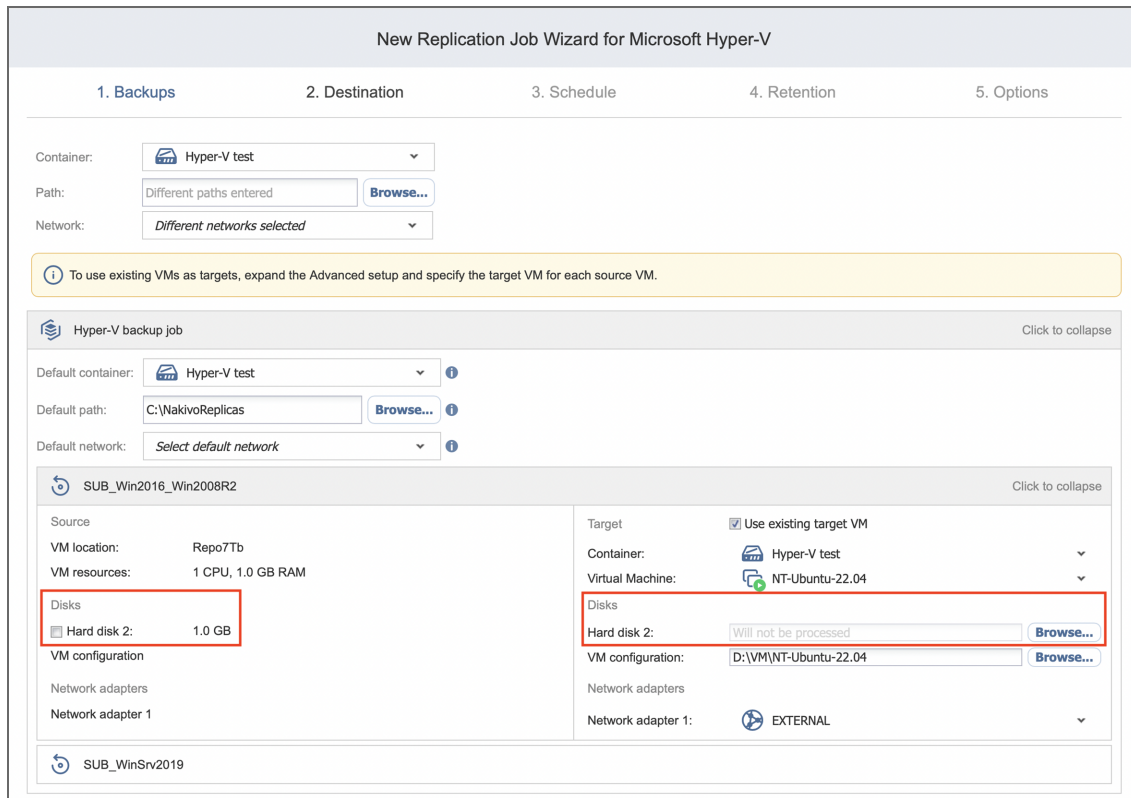 New Replication Job Wizard for Microsoft Hyper-V
1. Backups 2. Destination 3. Schedule 4. Retention 5. Options
Container: Hyper-V test
Path: Different paths entered Browse...
Network: Different networks selected
To use existing VMs as targets, expand the Advanced setup and specify the target VM for each source VM.
Hyper-V backup job Click to collapse
Default container: Hyper-V test
Default path: C:\NakivoReplicas Browse...
Default network: Select default network
SUB_Win2016_Win2008R2 Click to collapse
Source
VM location: Repo7Tb
VM resources: 1 CPU, 1.0 GB RAM
Disks
Hard disk 2: 1.0 GB
VM configuration
Network adapters
Network adapter 1
Target Use existing target VM
Container: Hyper-V test
Virtual Machine: NT-Ubuntu-22.04
Disks
Hard disk 2: Will not be processed Browse...
VM configuration: D:\VM\NT-Ubuntu-22.04 Browse...
Network adapters
Network adapter 1: EXTERNAL
SUB_WinSrv2019